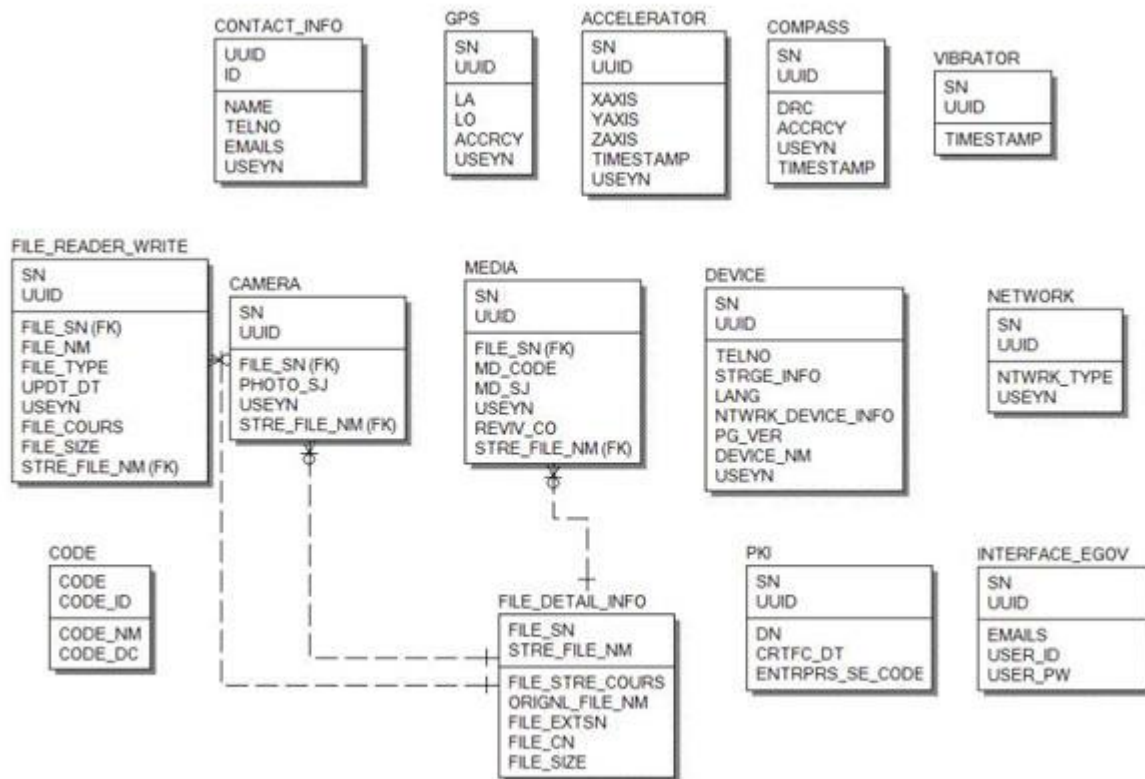 CONTACT_INFO
UUID
ID
NAME
TELNO
EMAILS
USEYN
GPS
SN
UUID
LA
LO
ACCRCY
USEYN
ACCELERATOR
SN
UUID
XAXIS
YAXIS
ZAXIS
TIMESTAMP
USEYN
COMPASS
SN
UUID
DRC
ACCRCY
USEYN
TIMESTAMP
VIBRATOR
SN
UUID
TIMESTAMP
FILE_READER_WRITE
SN
UUID
FILE_SN (FK)
FILE_NM
FILE_TYPE
UPDT_DT
USEYN
FILE_COURS
FILE_SIZE
STRE_FILE_NM (FK)
CAMERA
SN
UUID
FILE_SN (FK)
PHOTO_SJ
USEYN
STRE_FILE_NM (FK)
MEDIA
SN
UUID
FILE_SN (FK)
MD_CODE
MD_SJ
USEYN
REVIV_CO
STRE_FILE_NM (FK)
DEVICE
SN
UUID
TELNO
STRGE_INFO
LANG
NTWRK_DEVICE_INFO
PG_VER
DEVICE_NM
USEYN
NETWORK
SN
UUID
NTWRK_TYPE
USEYN
CODE
CODE
CODE_ID
CODE_NM
CODE_DC
FILE_DETAIL_INFO
FILE_SN
STRE_FILE_NM
FILE_STRE_COURS
ORIGNL_FILE_NM
FILE_EXTSN
FILE_CN
FILE_SIZE
PKI
SN
UUID
DN
CRTFC_DT
ENTRPRS_SE_CODE
INTERFACE_EGOV
SN
UUID
EMAILS
USER_ID
USER_PW